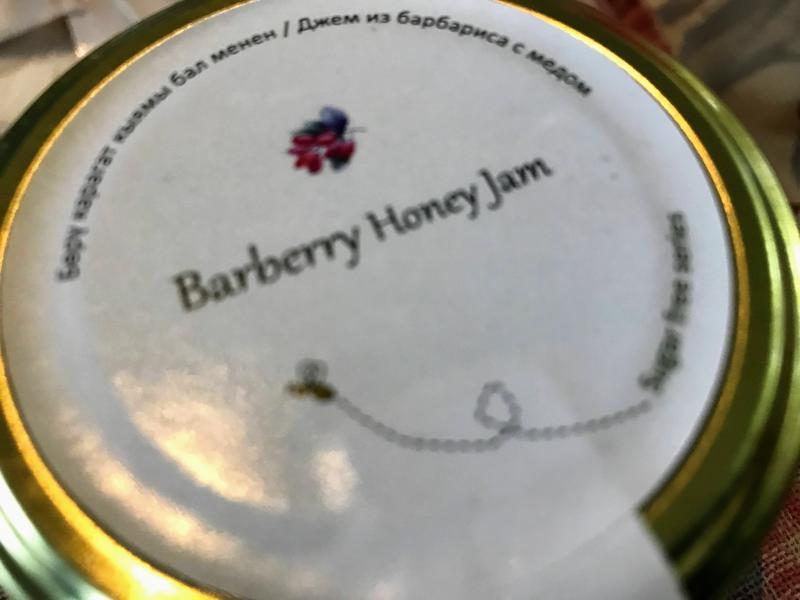 Бөрү карагат кыямы бал менен / Джем из барбариса с медом
Barberry Honey Jam
Sugar free series